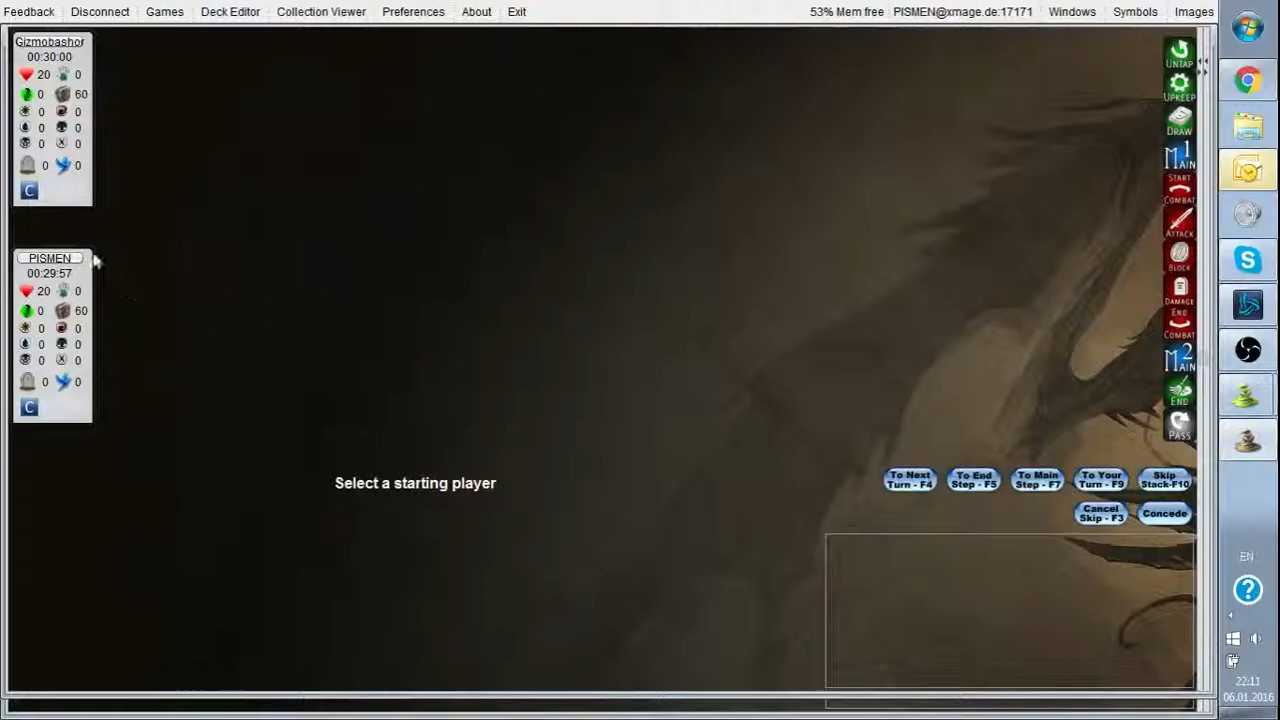 Feedback Disconnect Games Deck Editor Collection Viewer Preferences About Exit 53% Mem free PISMEN@xmage.de:17171 Windows Symbols Images
Gizmobashor
00:30:00
20 0
0 60
0 0
0 0
0 X 0
0 0
C
PISMEN
00:29:57
20 0
0 60
0 0
0 0
0 X 0
0 0
C
UNTAP
UPKEEP
DRAW
1
MAIN
START
COMBAT
ATTACK
BLOCK
DAMAGE
END
COMBAT
2
MAIN
END
PASS
Select a starting player
To Next
Turn - F4
To End
Step - F5
To Main
Step - F7
To Your
Turn - F9
Skip
Stack-F10
Cancel
Skip - F3
Concede
EN
22:11
06.01.2016